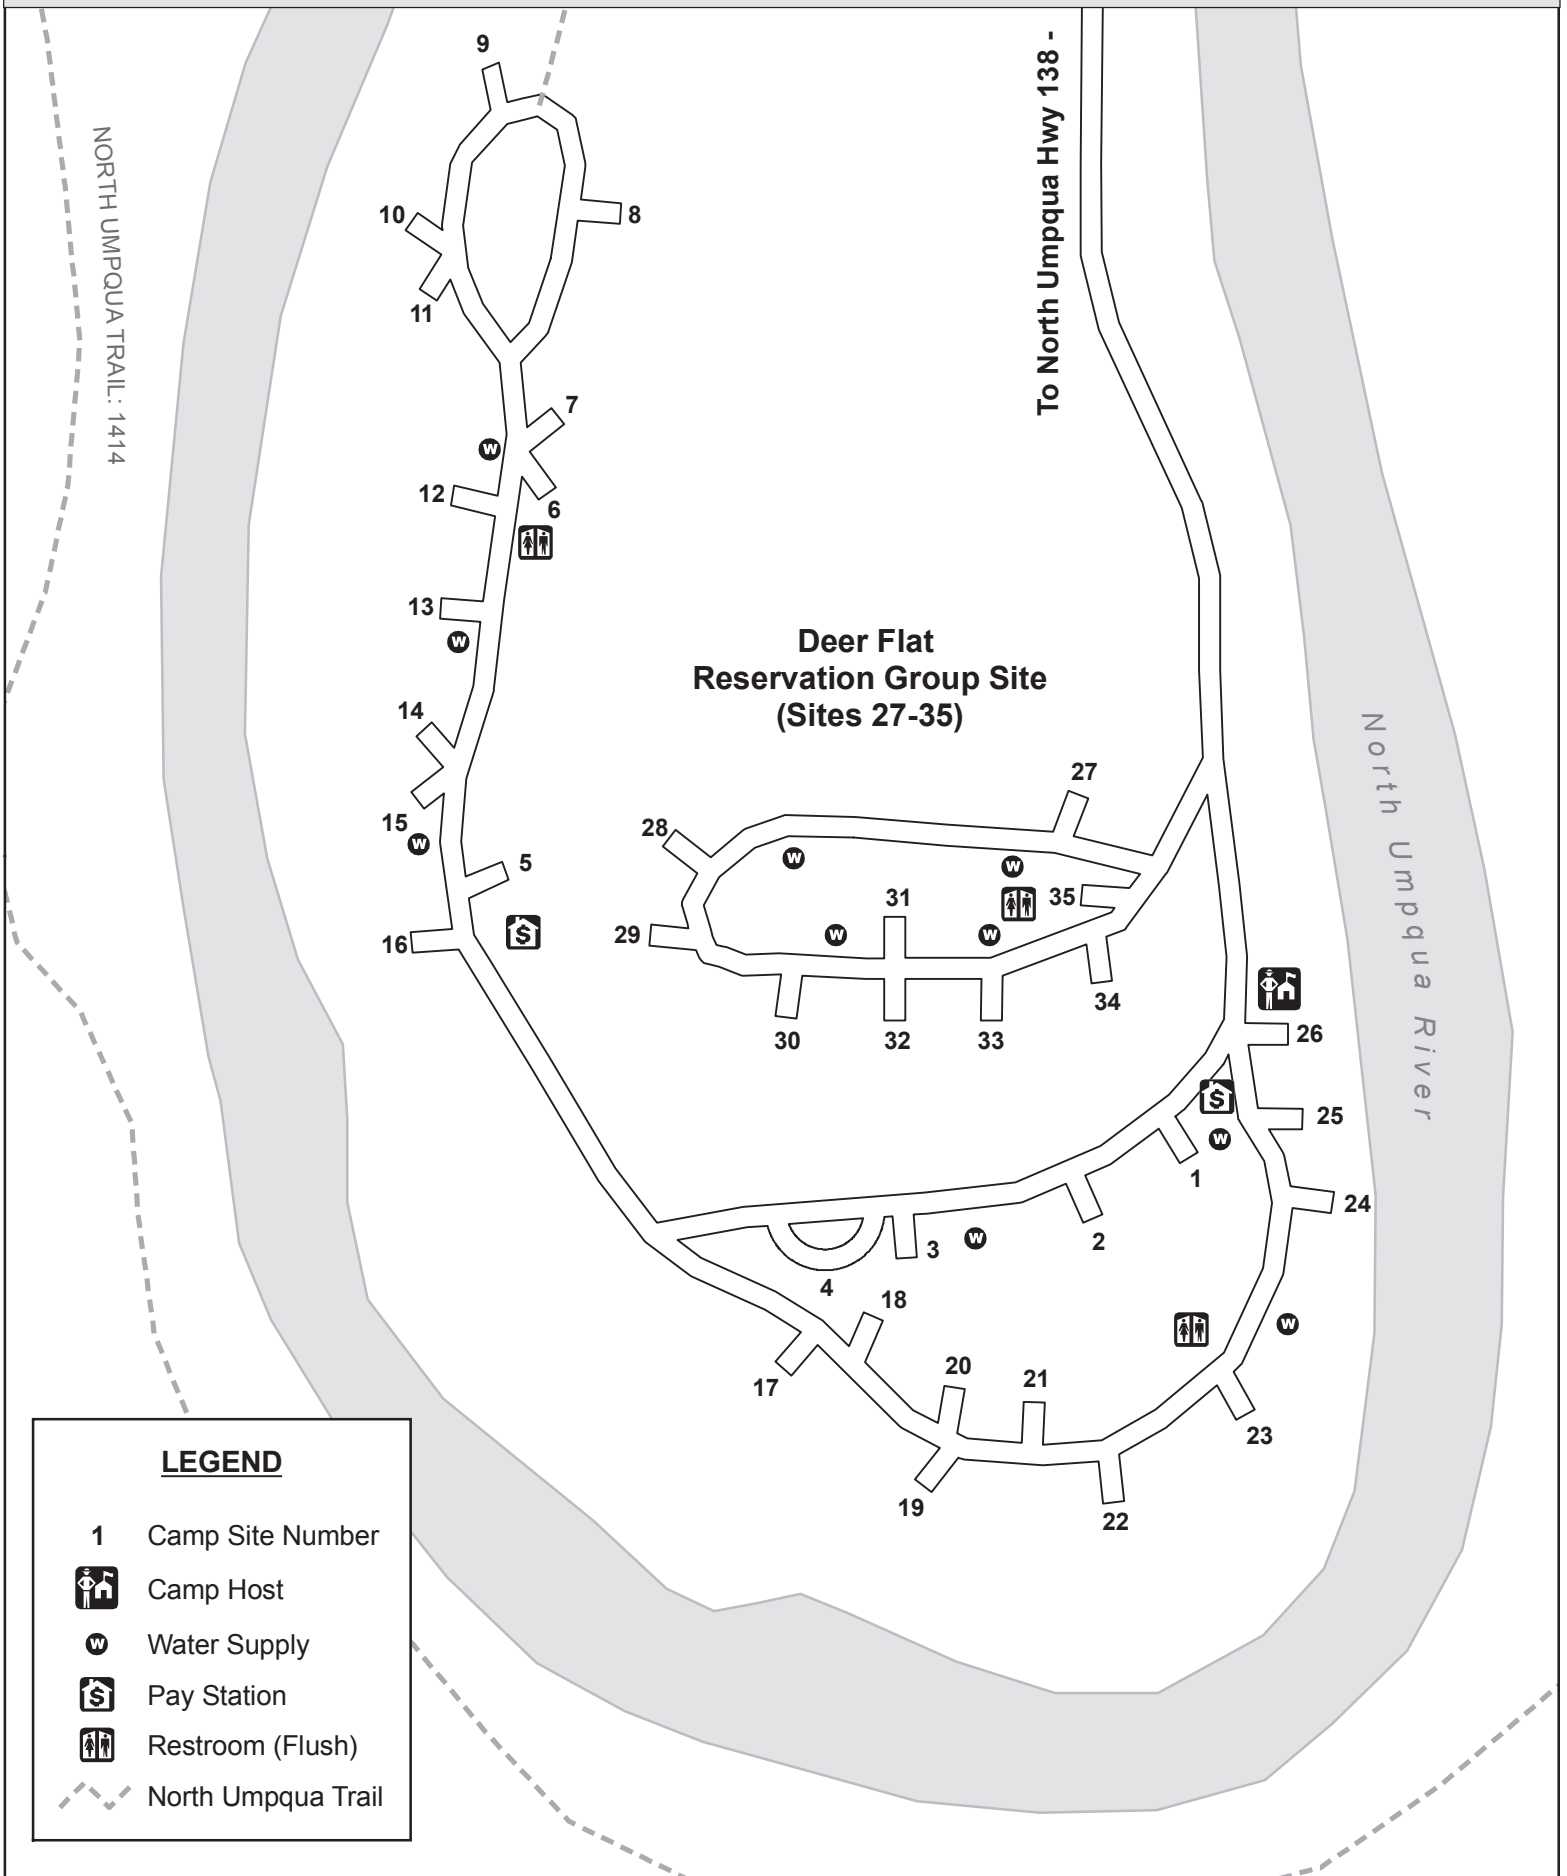 9
To North Umpqua Hwy 138 -
NORTH UMPQUA TRAIL: 1414
10
8
11
7
W
12
6
13
W
Deer Flat
Reservation Group Site
(Sites 27-35)
14
North Umpqua River
27
15
28
W
W
W
5
35
31
29
W
W
16
$
34
26
30
32
33
$
25
W
1
24
2
3
W
4
18
W
20
21
17
23
19
22
LEGEND
1 Camp Site Number
Camp Host
W Water Supply
$ Pay Station
Restroom (Flush)
North Umpqua Trail